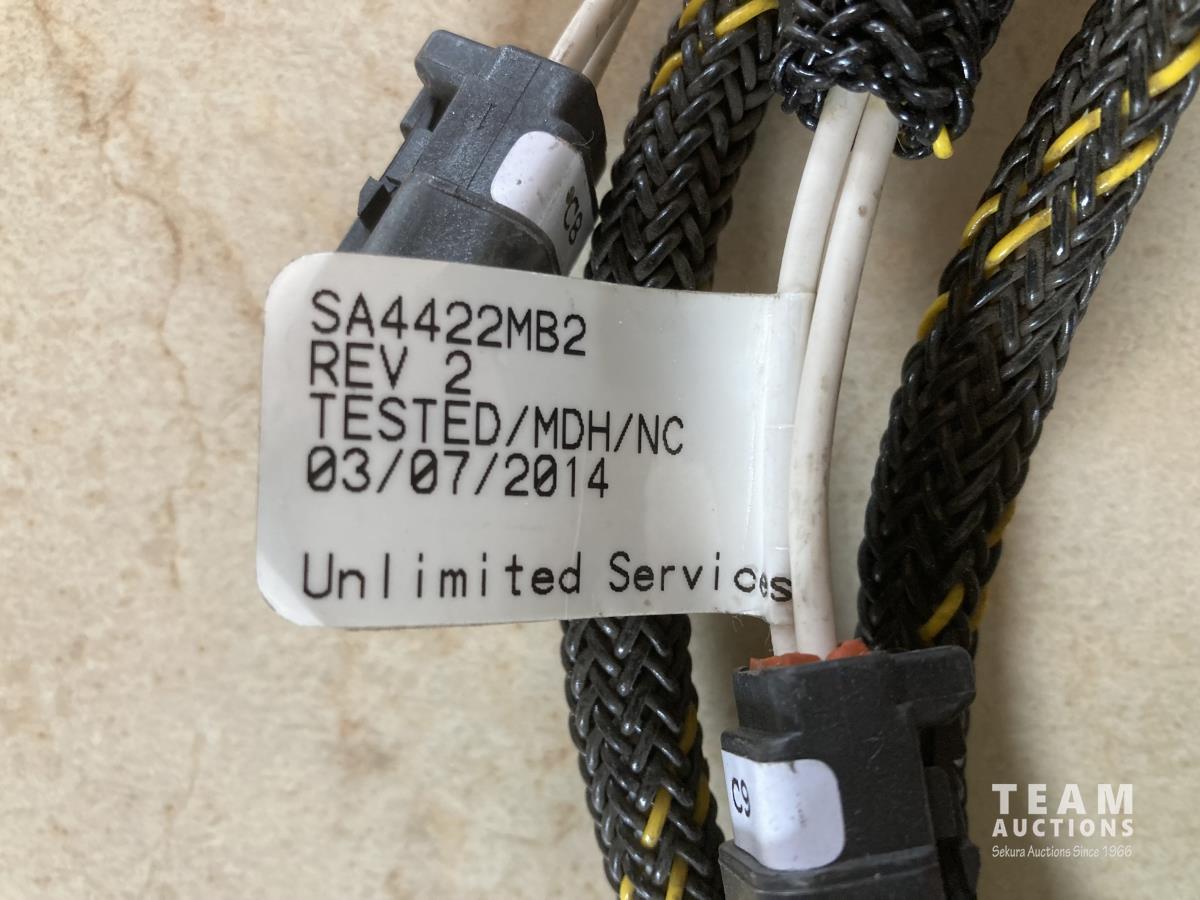 C8
SA4422MB2
REV 2
TESTED/MDH/NC
03/07/2014
Unlimited Services
C9
TEAM
AUCTIONS
Sekura Auctions Since 1966